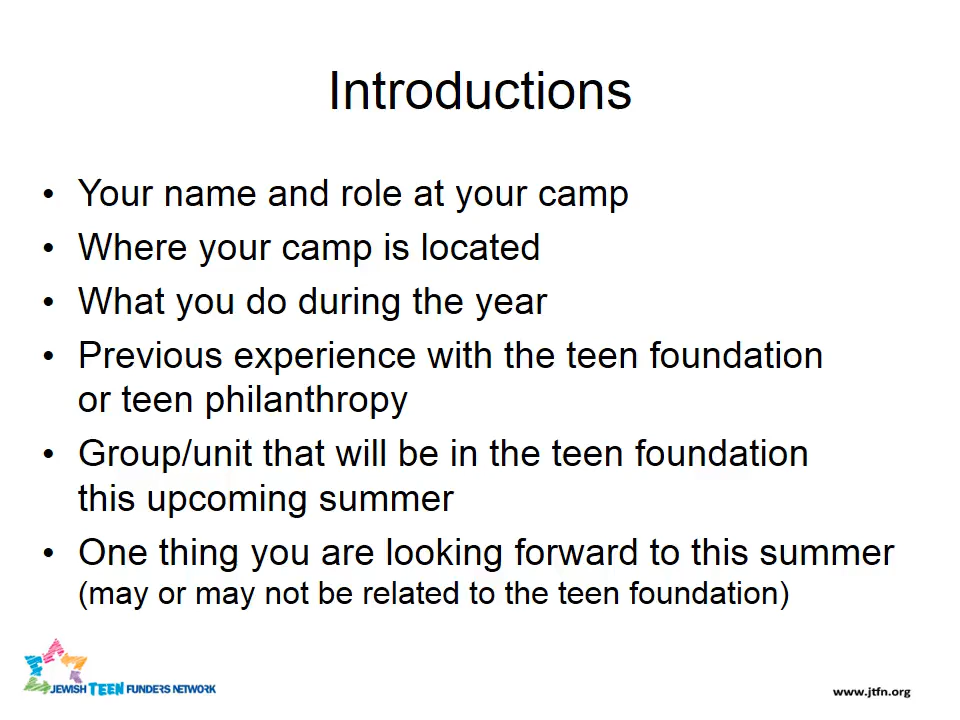 Introductions
• Your name and role at your camp
• Where your camp is located
• What you do during the year
• Previous experience with the teen foundation
or teen philanthropy
• Group/unit that will be in the teen foundation
this upcoming summer
• One thing you are looking forward to this summer
(may or may not be related to the teen foundation)
JEWISH TEEN FUNDERS NETWORK
www.jtfn.org